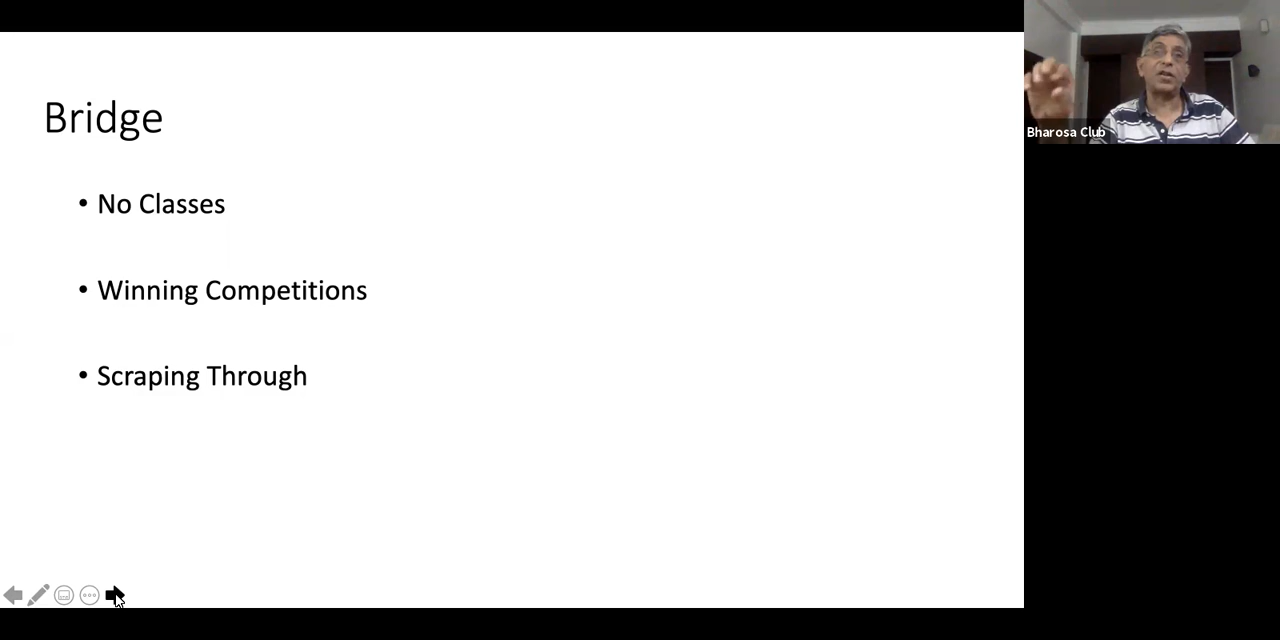 Bridge
• No Classes
• Winning Competitions
• Scraping Through
Bharosa Club